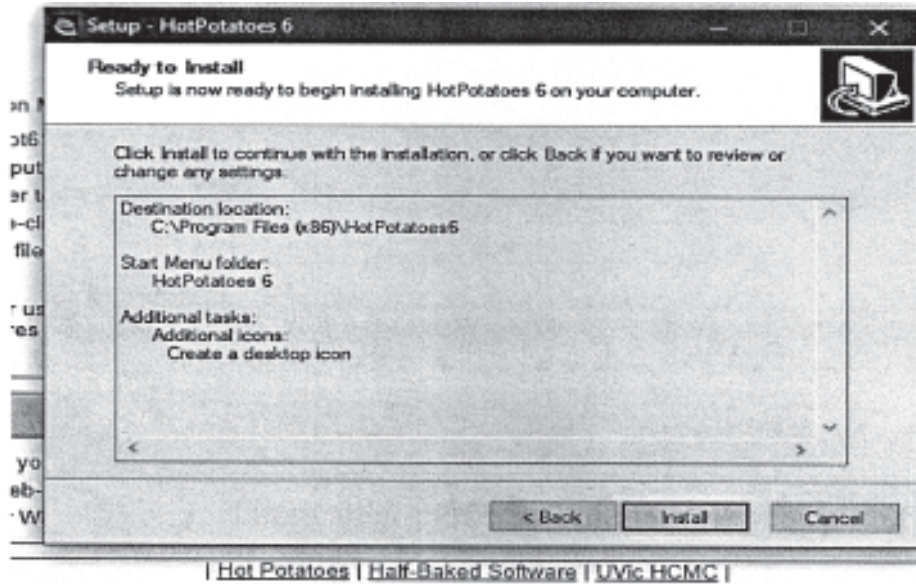 Setup - HotPotatoes 6
Ready to Install
Setup is now ready to begin installing HotPotatoes 6 on your computer.
Click Install to continue with the installation, or click Back if you want to review or
change any settings.
Destination location:
C:\Program Files (x86)\HotPotatoes6
Start Menu folder:
HotPotatoes 6
Additional tasks:
Additional icons:
Create a desktop icon
< Back
Install
Cancel
| Hot Potatoes | Half-Baked Software | UVic HCMC |